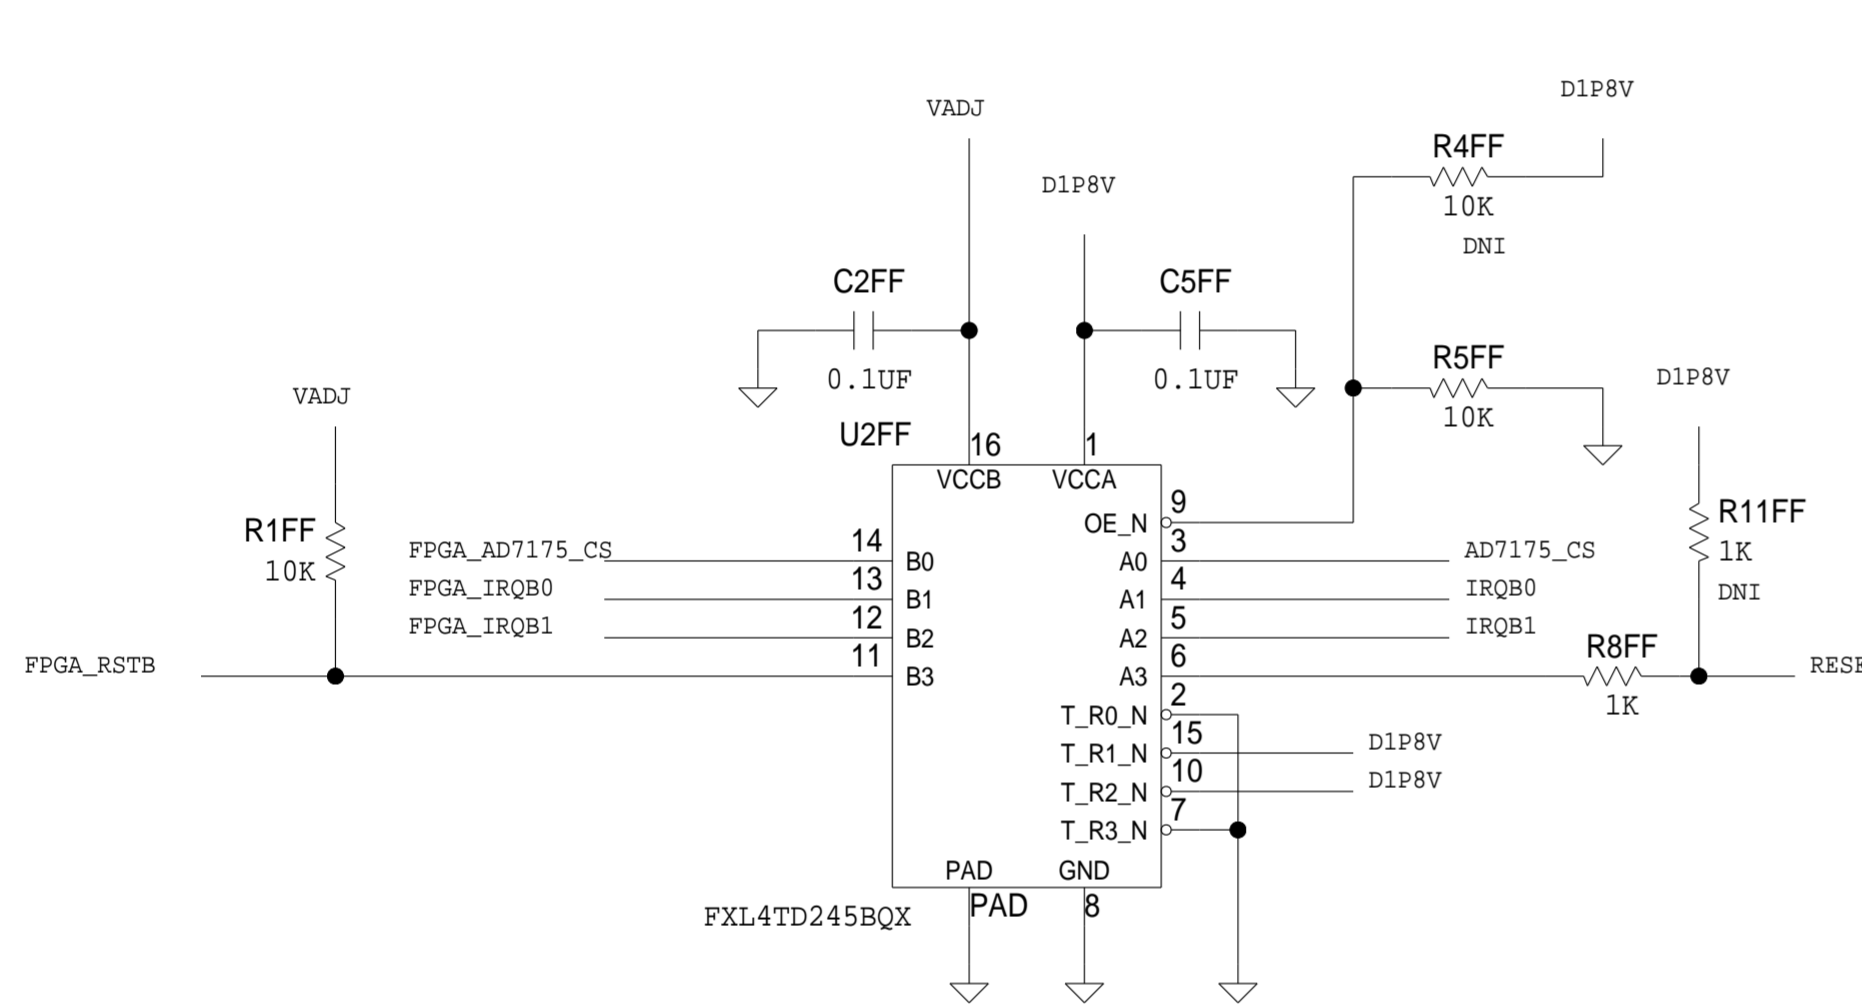 D1P8V
VADJ
R4FF
D1P8V
10K
DNI
C2FF
C5FF
R5FF
0.1UF
0.1UF
D1P8V
VADJ
10K
U2FF
16
1
VCCB
VCCA
9
R11FF
R1FF
OE_N
3
1K
FPGA_AD7175_CS
14
B0
A0
AD7175_CS
10K
13
4
FPGA_IRQB0
B1
A1
IRQB0
DNI
12
5
FPGA_IRQB1
B2
A2
IRQB1
11
6
R8FF
FPGA_RSTB
B3
A3
1K
2
T_R0_N
15
D1P8V
T_R1_N
10
D1P8V
T_R2_N
7
T_R3_N
PAD
GND
PAD
8
FXL4TD245BQX